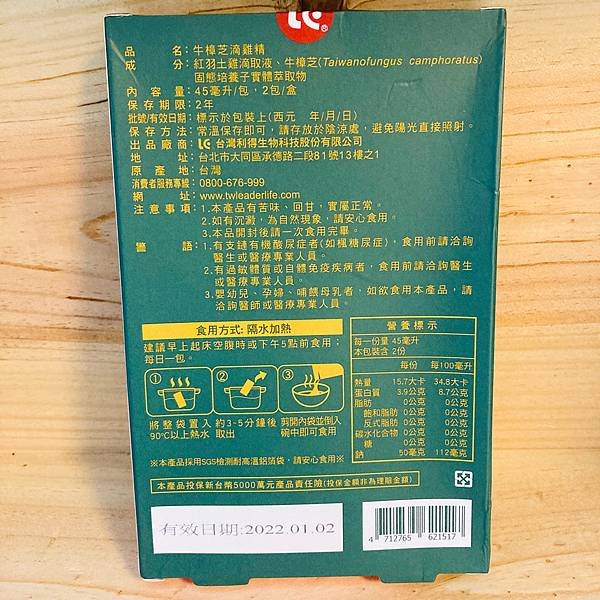 LC®
品名：牛樟芝滴雞精
成分：紅羽土雞滴取液、牛樟芝(Taiwanofungus camphoratus)
固態培養子實體萃取物
內容量：45毫升/包，2包/盒
保存期限：2年
批號/有效日期：標示於包裝上(西元 年/月/日)
保存方法：常溫保存即可，請存放於陰涼處，避免陽光直接照射。
出品廠商：LC 台灣利得生物科技股份有限公司
地址：台北市大同區承德路二段81號13樓之1
原產地：台灣
消費者服務專線：0800-676-999
網址：www.twleaderlife.com
注意事項：1.本產品有苦味、回甘，實屬正常。
2.如有沉澱，為自然現象，請安心食用。
3.本品開封後請一次食用完畢。
警語：1.有支鏈有機酸尿症者(如楓糖尿症)，食用前請洽詢
醫生或醫療專業人員。
2.有過敏體質或自體免疫疾病者，食用前請洽詢醫生
或醫療專業人員。
3.嬰幼兒、孕婦、哺餵母乳者，如欲食用本產品，請
洽詢醫師或醫療專業人員。
食用方式: 隔水加熱
建議早上起床空腹時或下午5點前食用；
每日一包。
① ② ③
將整袋置入
90℃以上熱水
約3~5分鐘後
取出
剪開內袋並倒入
碗中即可食用
※本產品採用SGS檢測耐高溫鋁箔袋，請安心食用※
營養標示
每一份量 45毫升
本包裝含 2份
每份 每100毫升
熱量 15.7大卡 34.8大卡
蛋白質 3.9公克 8.7公克
脂肪 0公克 0公克
飽和脂肪 0公克 0公克
反式脂肪 0公克 0公克
碳水化合物 0公克 0公克
糖 0公克 0公克
鈉 50毫克 112毫克
本產品投保新台幣5000萬元產品責任險(投保金額非為理賠金額)
有效日期:2022.01.02
4 712765 621517